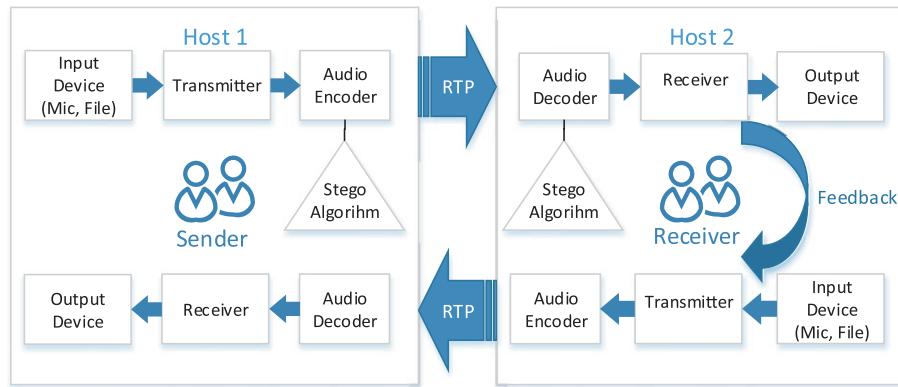 Host 1
Input
Device
(Mic, File)
Transmitter
Audio
Encoder
Stego
Algorihm
Sender
Output
Device
Receiver
Audio
Decoder
RTP
RTP
Host 2
Audio
Decoder
Receiver
Output
Device
Stego
Algorihm
Receiver
Feedback
Audio
Encoder
Transmitter
Input
Device
(Mic, File)